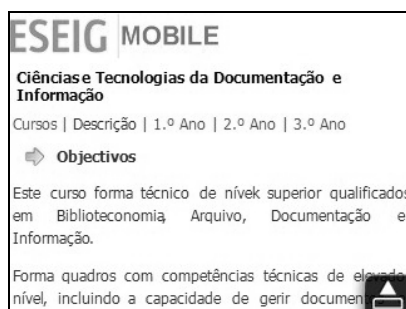 ESEIG MOBILE
Ciências e Tecnologias da Documentação e
Informação
Cursos | Descrição | 1.º Ano | 2.º Ano | 3.º Ano
Objectivos
Este curso forma técnico de nívek superior qualificados
em Biblioteconomia, Arquivo, Documentação e
Informação.
Forma quadros com competências técnicas de elevado
nível, incluindo a capacidade de gerir